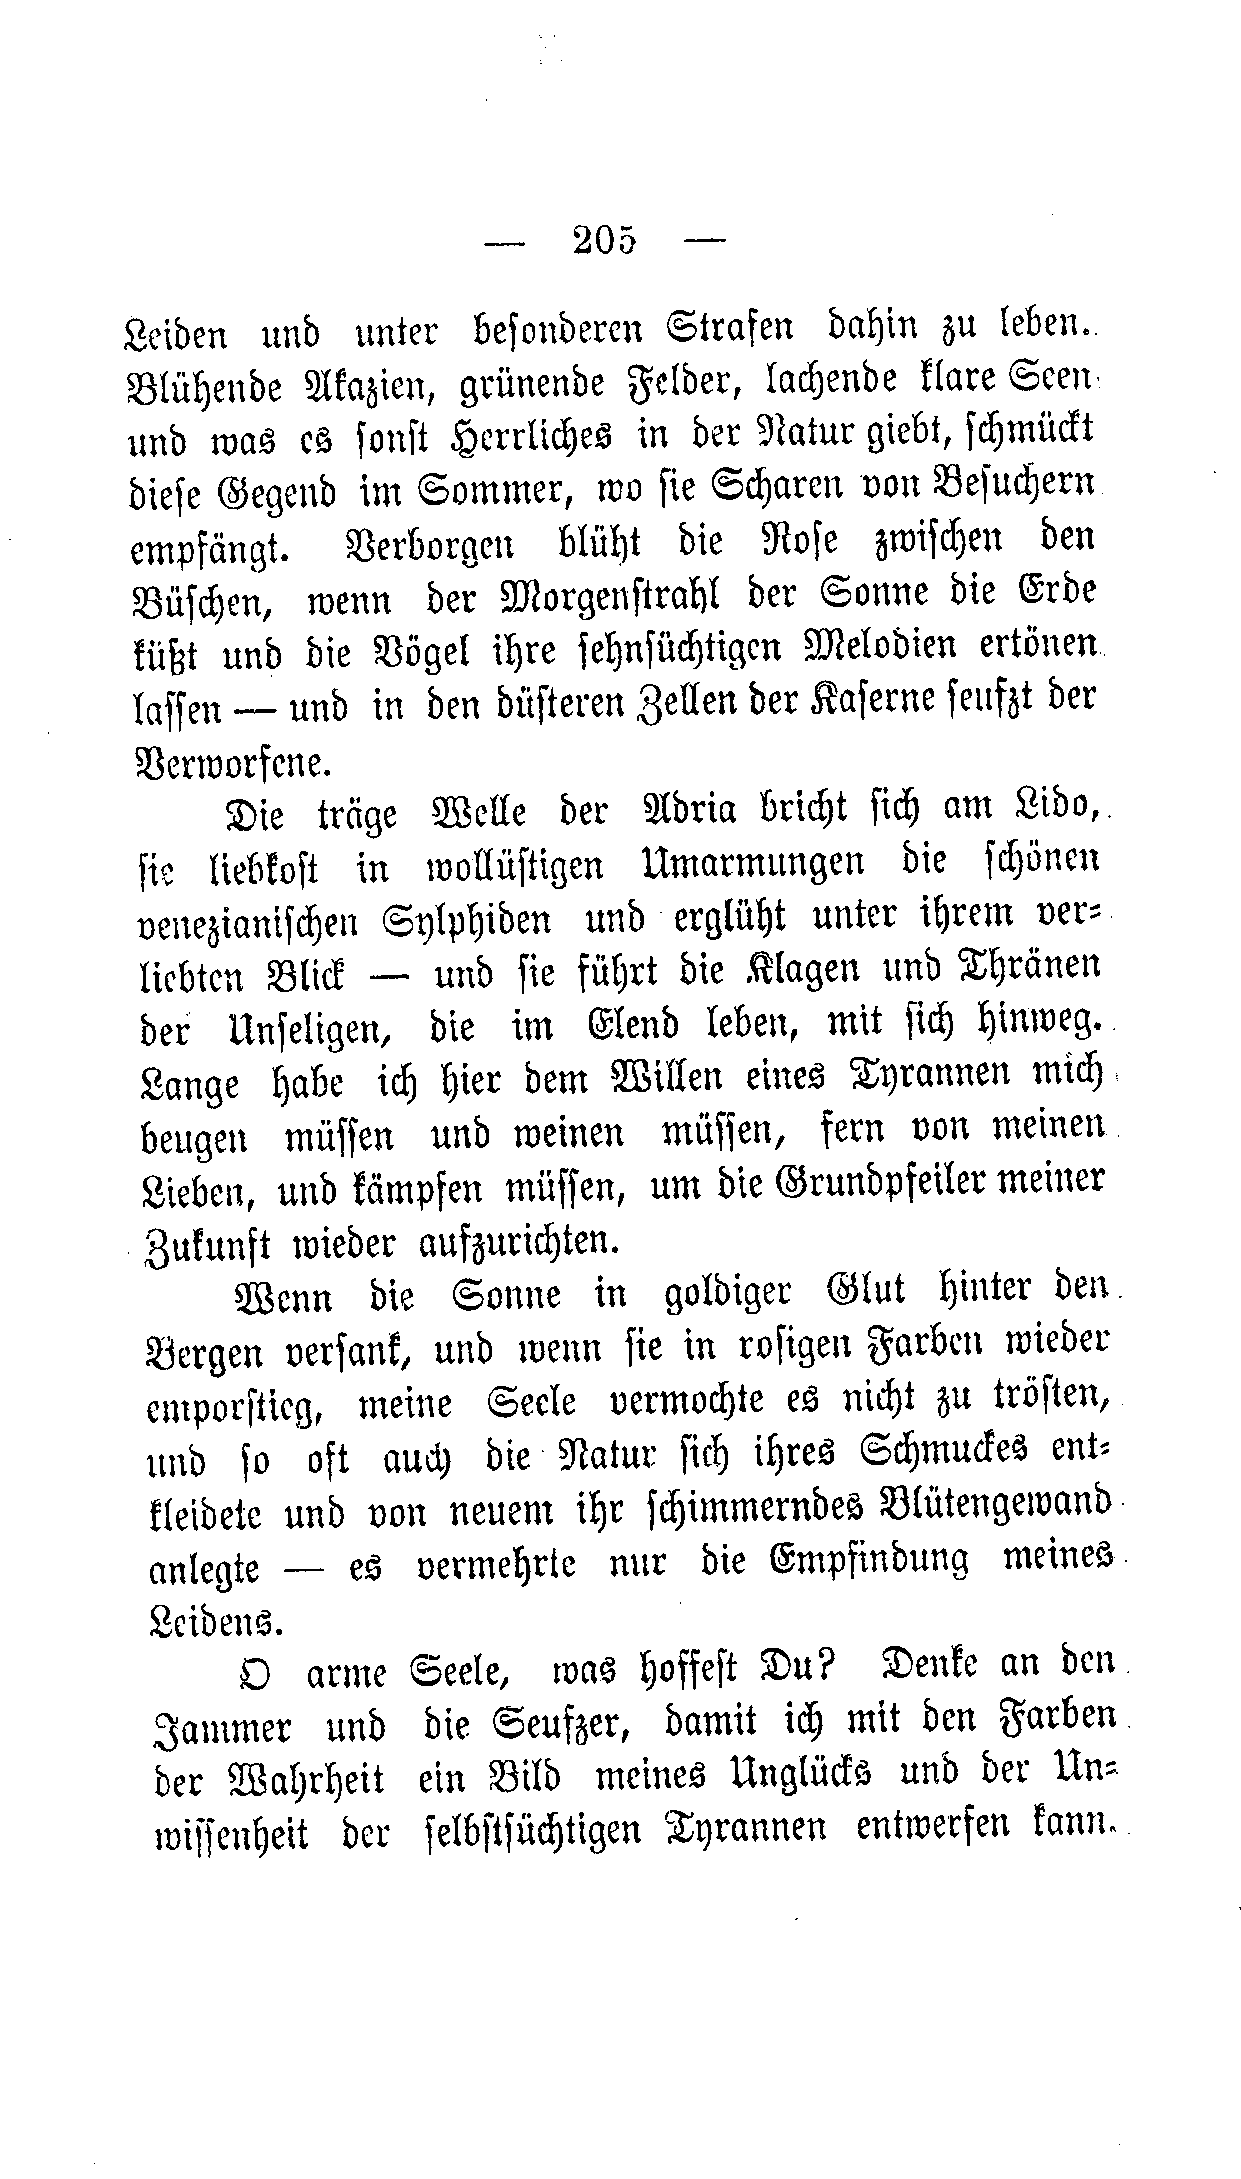 — 205 —
Leiden und unter besonderen Strafen dahin zu leben.
Blühende Akazien, grünende Felder, lachende klare Seen
und was es sonst Herrliches in der Natur giebt, schmückt
diese Gegend im Sommer, wo sie Scharen von Besuchern
empfängt. Verborgen blüht die Rose zwischen den
Büschen, wenn der Morgenstrahl der Sonne die Erde
küßt und die Vögel ihre sehnsüchtigen Melodien ertönen
lassen — und in den düsteren Zellen der Kaserne seufzt der
Verworfene.
Die träge Welle der Adria bricht sich am Lido,
sie liebkost in wollüstigen Umarmungen die schönen
venezianischen Sylphiden und erglüht unter ihrem ver-
liebten Blick — und sie führt die Klagen und Thränen
der Unseligen, die im Elend leben, mit sich hinweg.
Lange habe ich hier dem Willen eines Tyrannen mich
beugen müssen und weinen müssen, fern von meinen
Lieben, und kämpfen müssen, um die Grundpfeiler meiner
Zukunft wieder aufzurichten.
Wenn die Sonne in goldiger Glut hinter den
Bergen versank, und wenn sie in rosigen Farben wieder
emporstieg, meine Seele vermochte es nicht zu trösten,
und so oft auch die Natur sich ihres Schmuckes ent-
kleidete und von neuem ihr schimmerndes Blütengewand
anlegte — es vermehrte nur die Empfindung meines
Leidens.
O arme Seele, was hoffest Du? Denke an den
Jammer und die Seufzer, damit ich mit den Farben
der Wahrheit ein Bild meines Unglücks und der Un-
wissenheit der selbstsüchtigen Tyrannen entwerfen kann.